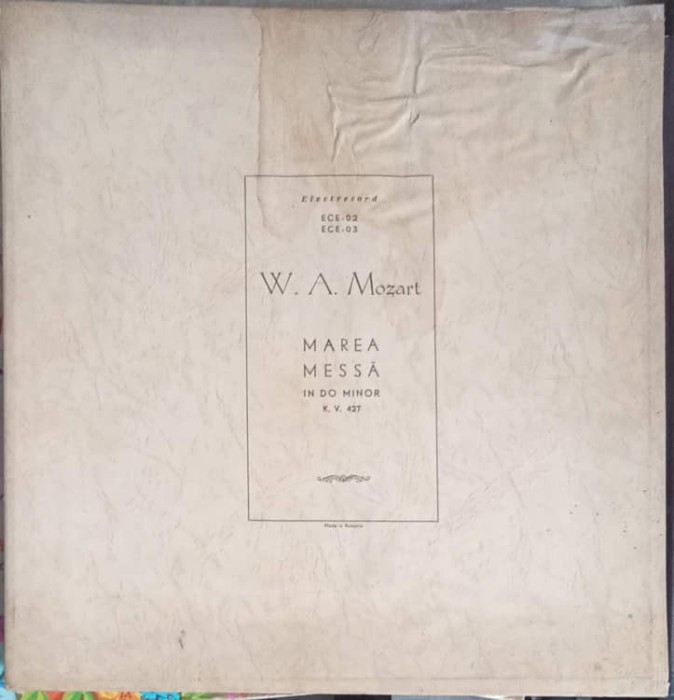 Electrecord
ECE-02
ECE-03
W. A. Mozart
MAREA
MESSĂ
IN DO MINOR
K. V. 427
Made in Romania